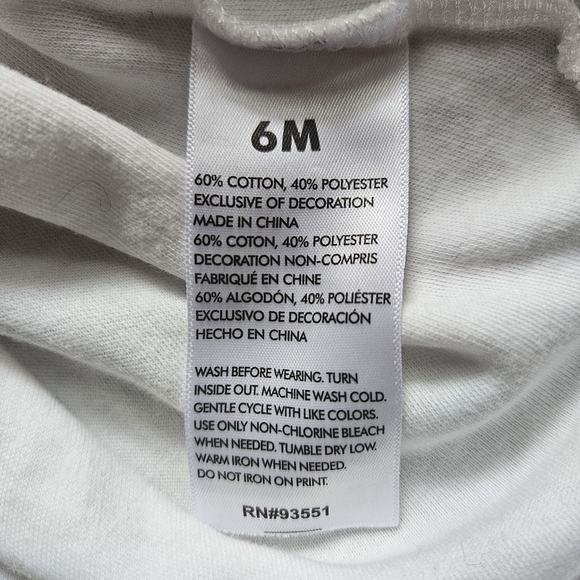 6M
60% COTTON, 40% POLYESTER
EXCLUSIVE OF DECORATION
MADE IN CHINA
60% COTON, 40% POLYESTER
DECORATION NON-COMPRIS
FABRIQUÉ EN CHINE
60% ALGODÓN, 40% POLIÉSTER
EXCLUSIVO DE DECORACIÓN
HECHO EN CHINA
WASH BEFORE WEARING. TURN
INSIDE OUT. MACHINE WASH COLD.
GENTLE CYCLE WITH LIKE COLORS.
USE ONLY NON-CHLORINE BLEACH
WHEN NEEDED. TUMBLE DRY LOW.
WARM IRON WHEN NEEDED.
DO NOT IRON ON PRINT.
RN#93551